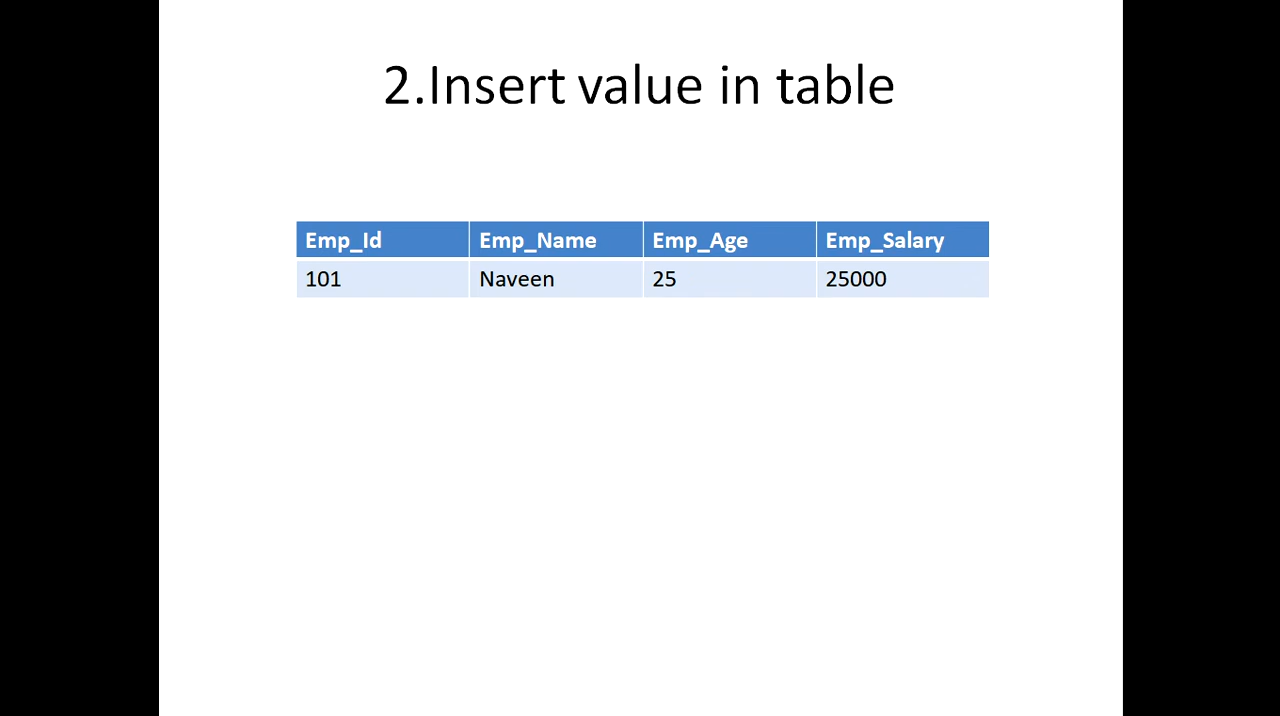 2.Insert value in table
Emp_Id Emp_Name Emp_Age Emp_Salary
101 Naveen 25 25000